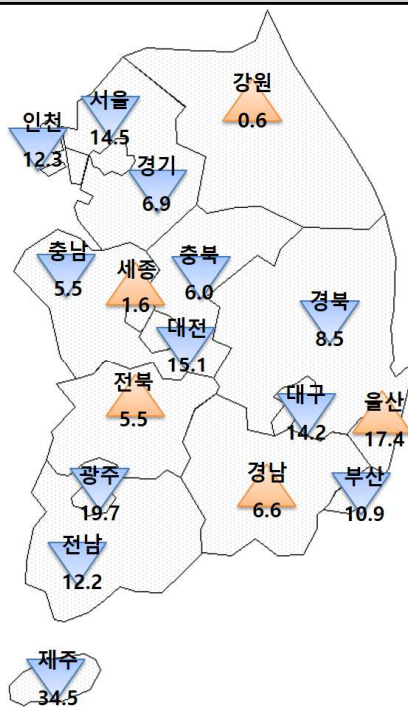 강원
0.6
서울
14.5
인천
12.3
경기
6.9
충남
5.5
세종
1.6
충북
6.0
경북
8.5
대전
15.1
전북
5.5
대구
14.2
울산
17.4
광주
19.7
경남
6.6
부산
10.9
전남
12.2
제주
34.5